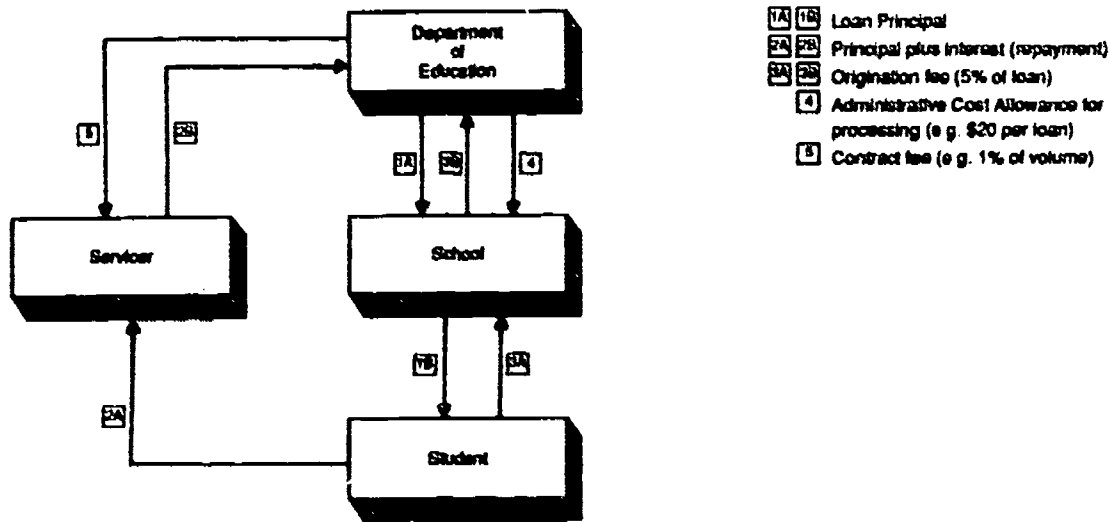 Department
of
Education
1A 1B Loan Principal
2A 2B Principal plus interest (repayment)
3A 3B Origination fee (5% of loan)
4 Administrative Cost Allowance for
processing (e g. $20 per loan)
5 Contract fee (e g. 1% of volume)
5
2B
1A
3B
4
Servicer
School
1B
3A
2A
Student